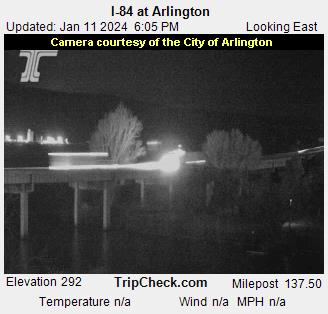 I-84 at Arlington
Updated: Jan 11 2024 6:05 PM Looking East
Camera courtesy of the City of Arlington
Elevation 292 TripCheck.com Milepost 137.50
Temperature n/a Wind n/a MPH n/a